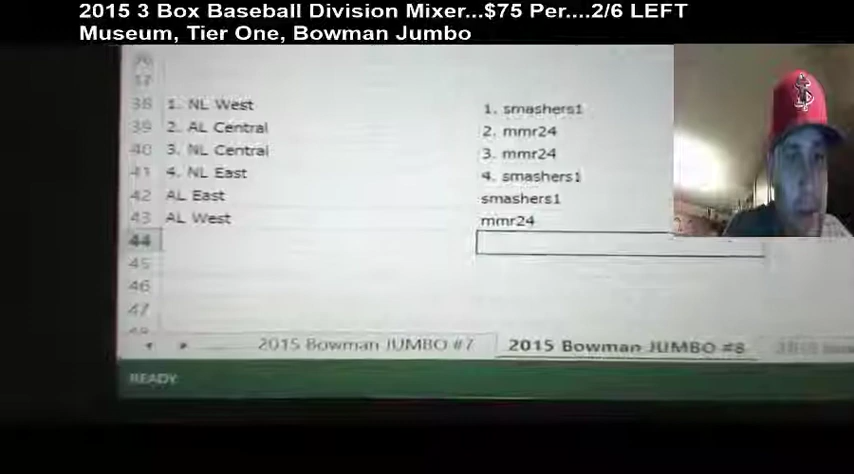 2015 3 Box Baseball Division Mixer...$75 Per....2/6 LEFT
Museum, Tier One, Bowman Jumbo
37
38 1. NL West 1. smashers1
39 2. AL Central 2. mmr24
40 3. NL Central 3. mmr24
41 4. NL East 4. smashers1
42 AL East smashers1
43 AL West mmr24
44
45
46
47
2015 Bowman JUMBO #7 2015 Bowman JUMBO #8
READY